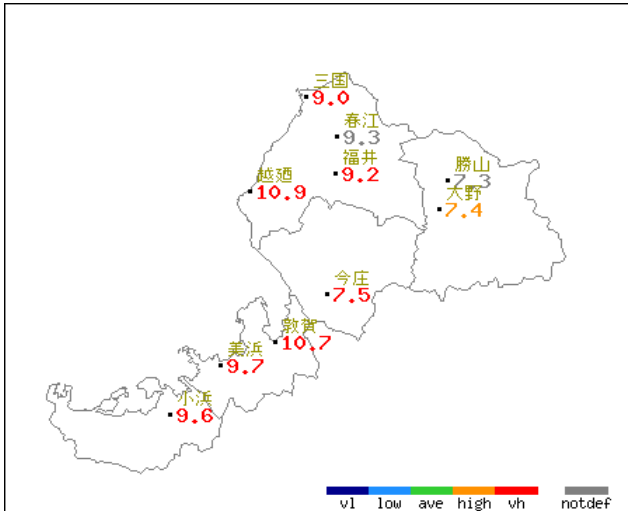 三国
9.0
春江
9.3
福井
9.2
勝山
7.3
越廼
10.9
大野
7.4
今庄
7.5
敦賀
10.7
美浜
9.7
小浜
9.6
vl low ave high vh notdef